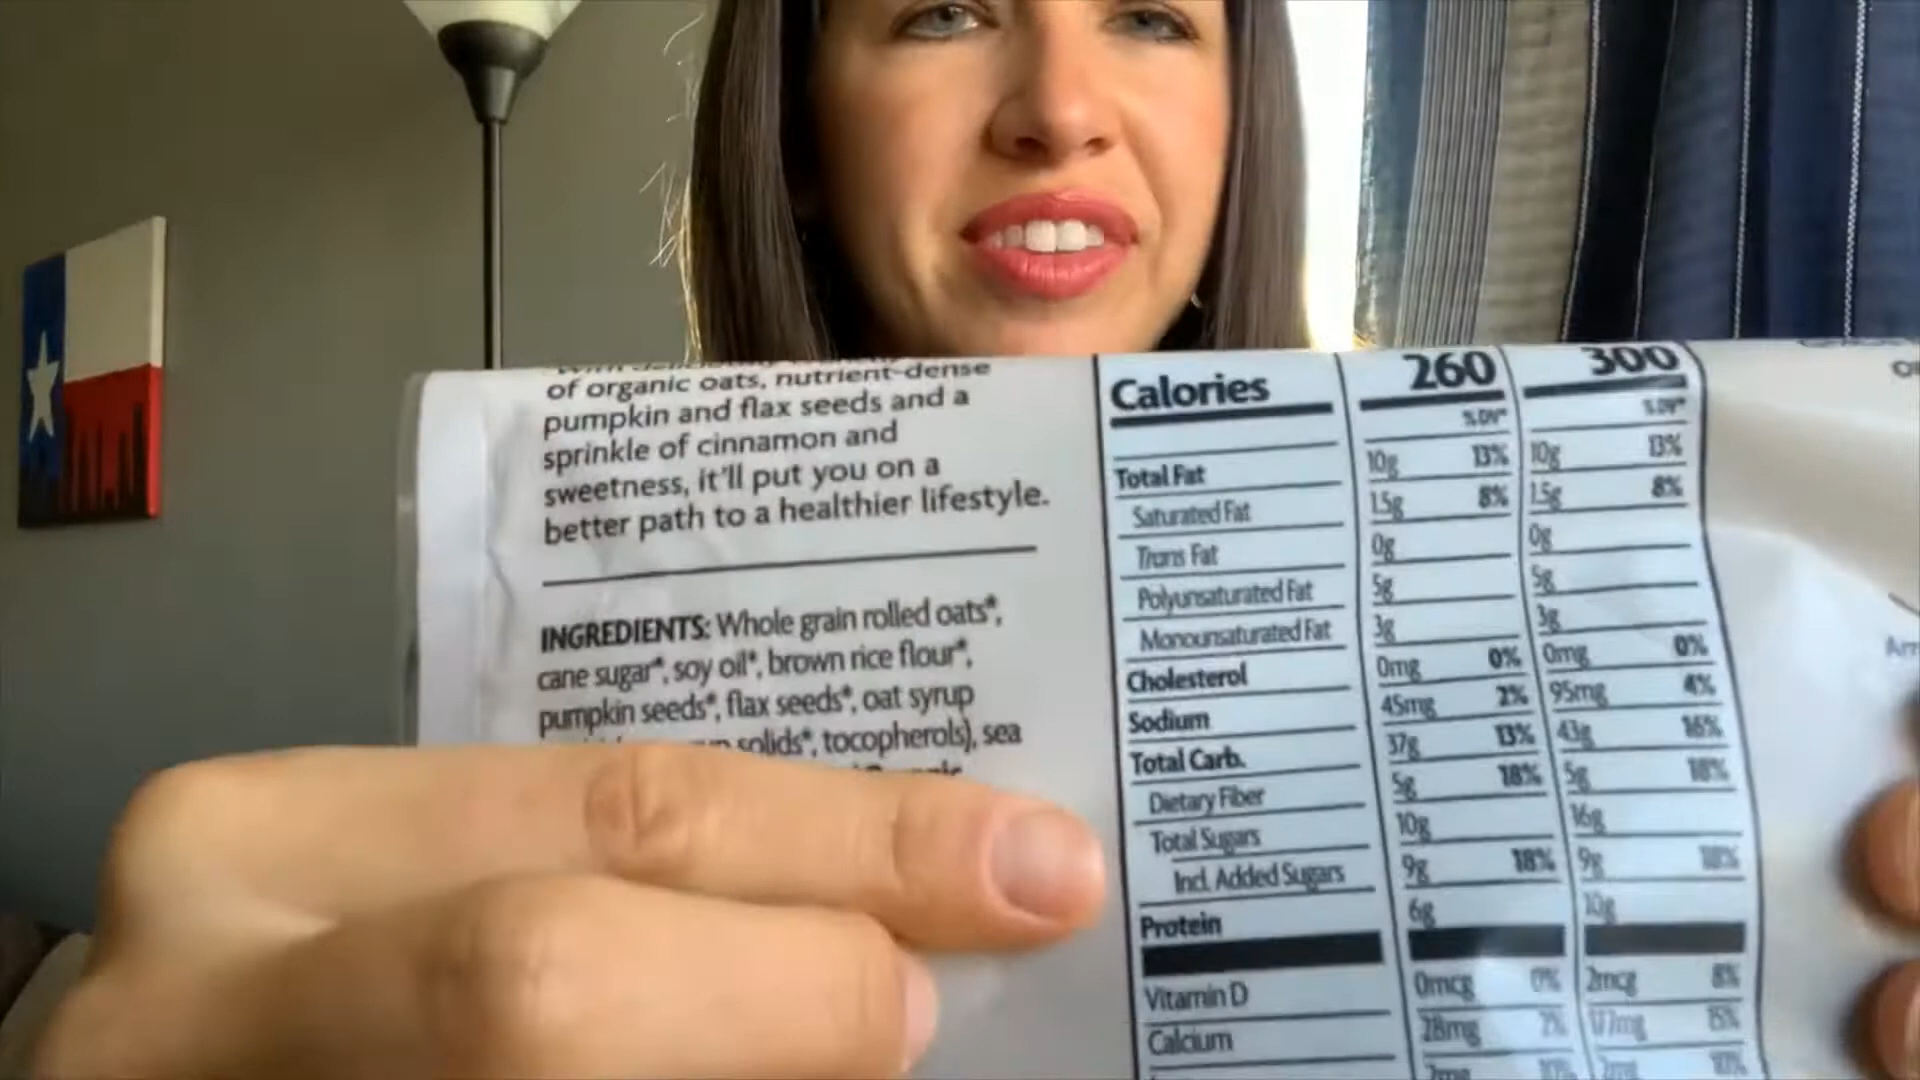 of organic oats, nutrient-dense
pumpkin and flax seeds and a
sprinkle of cinnamon and
sweetness, it'll put you on a
better path to a healthier lifestyle.
INGREDIENTS: Whole grain rolled oats*,
cane sugar*, soy oil*, brown rice flour*,
pumpkin seeds*, flax seeds*, oat syrup
solids*, tocopherols), sea
Calories 260 300
%DV* %DV*
Total Fat 10g 13% 10g 13%
Saturated Fat 1.5g 8% 1.5g 8%
Trans Fat 0g 0g
Polyunsaturated Fat 5g 5g
Monounsaturated Fat 3g 3g
Cholesterol 0mg 0% 0mg 0%
Sodium 45mg 2% 95mg 4%
Total Carb. 37g 13% 43g 16%
Dietary Fiber 5g 18% 5g 18%
Total Sugars 10g 16g
Incl. Added Sugars 9g 18% 9g 18%
Protein 6g 10g
Vitamin D 0mcg 0% 2mcg 8%
Calcium 28mg 2% 177mg 15%
2mg 10% 2mg 10%